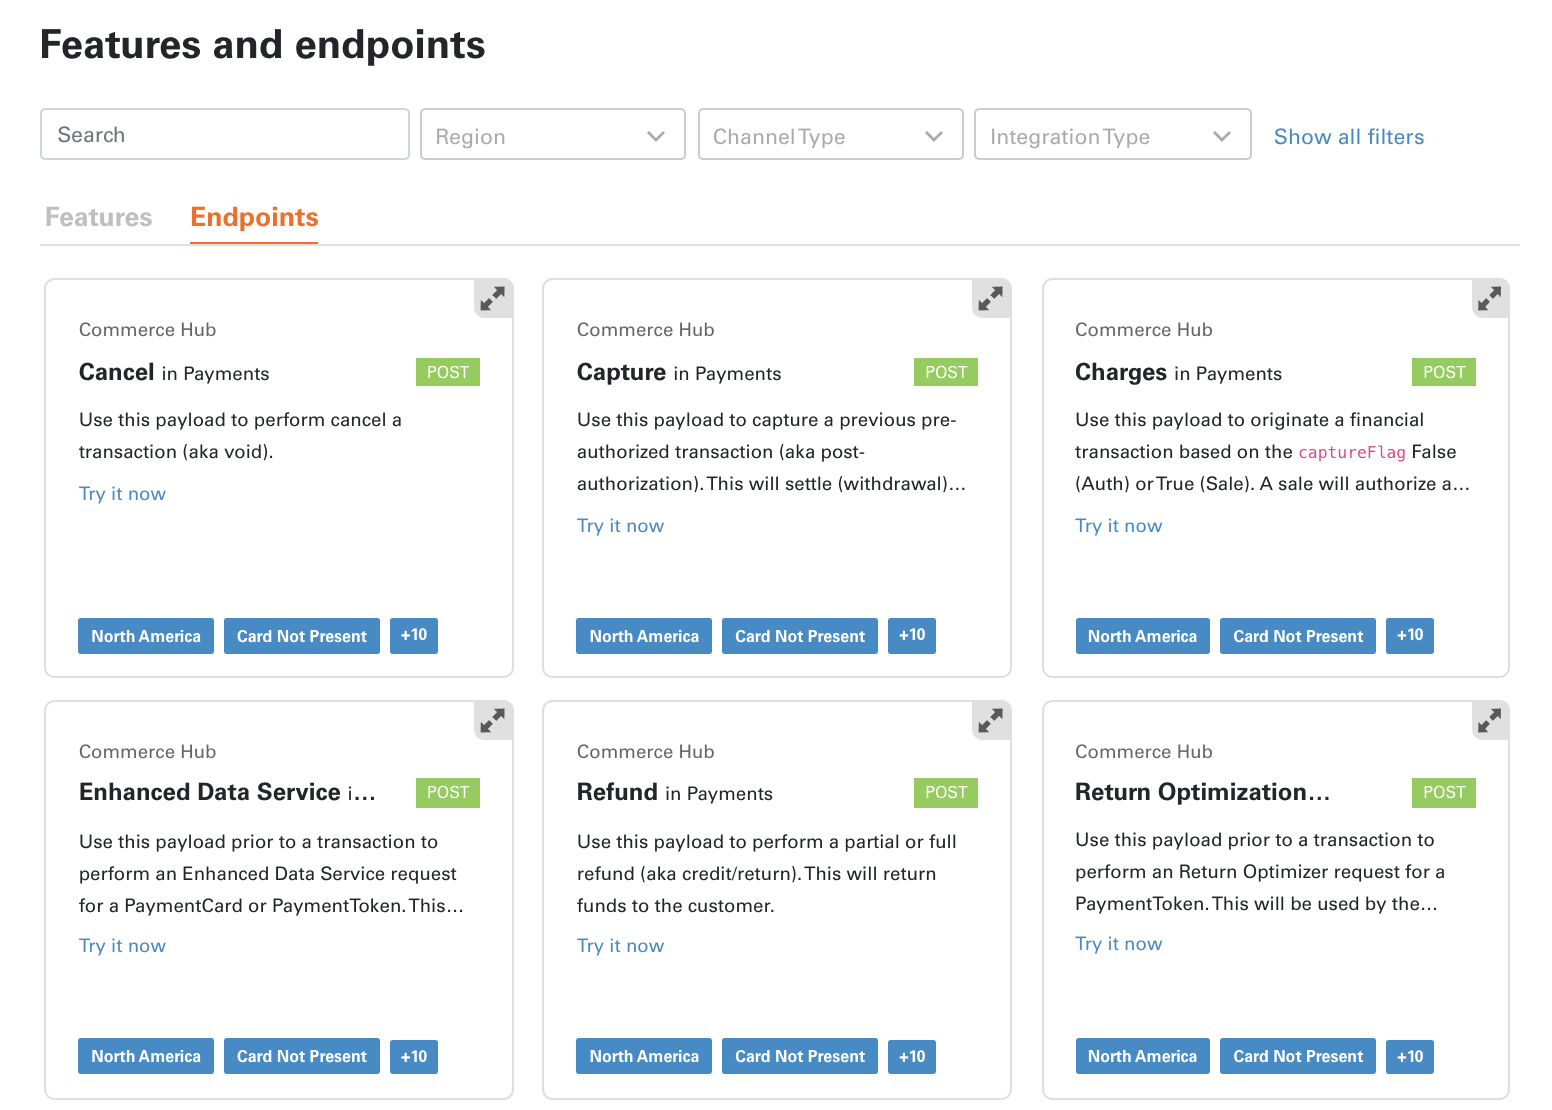 Features and endpoints
Search
Region
Channel Type
Integration Type
Show all filters
Features
Endpoints
Commerce Hub
Cancel in Payments
POST
Use this payload to perform cancel a
transaction (aka void).
Try it now
North America
Card Not Present
+10
Commerce Hub
Capture in Payments
POST
Use this payload to capture a previous pre-
authorized transaction (aka post-
authorization). This will settle (withdrawal)...
Try it now
North America
Card Not Present
+10
Commerce Hub
Charges in Payments
POST
Use this payload to originate a financial
transaction based on the captureFlag False
(Auth) or True (Sale). A sale will authorize a...
Try it now
North America
Card Not Present
+10
Commerce Hub
Enhanced Data Service i...
POST
Use this payload prior to a transaction to
perform an Enhanced Data Service request
for a PaymentCard or PaymentToken. This...
Try it now
North America
Card Not Present
+10
Commerce Hub
Refund in Payments
POST
Use this payload to perform a partial or full
refund (aka credit/return). This will return
funds to the customer.
Try it now
North America
Card Not Present
+10
Commerce Hub
Return Optimization...
POST
Use this payload prior to a transaction to
perform an Return Optimizer request for a
PaymentToken. This will be used by the...
Try it now
North America
Card Not Present
+10